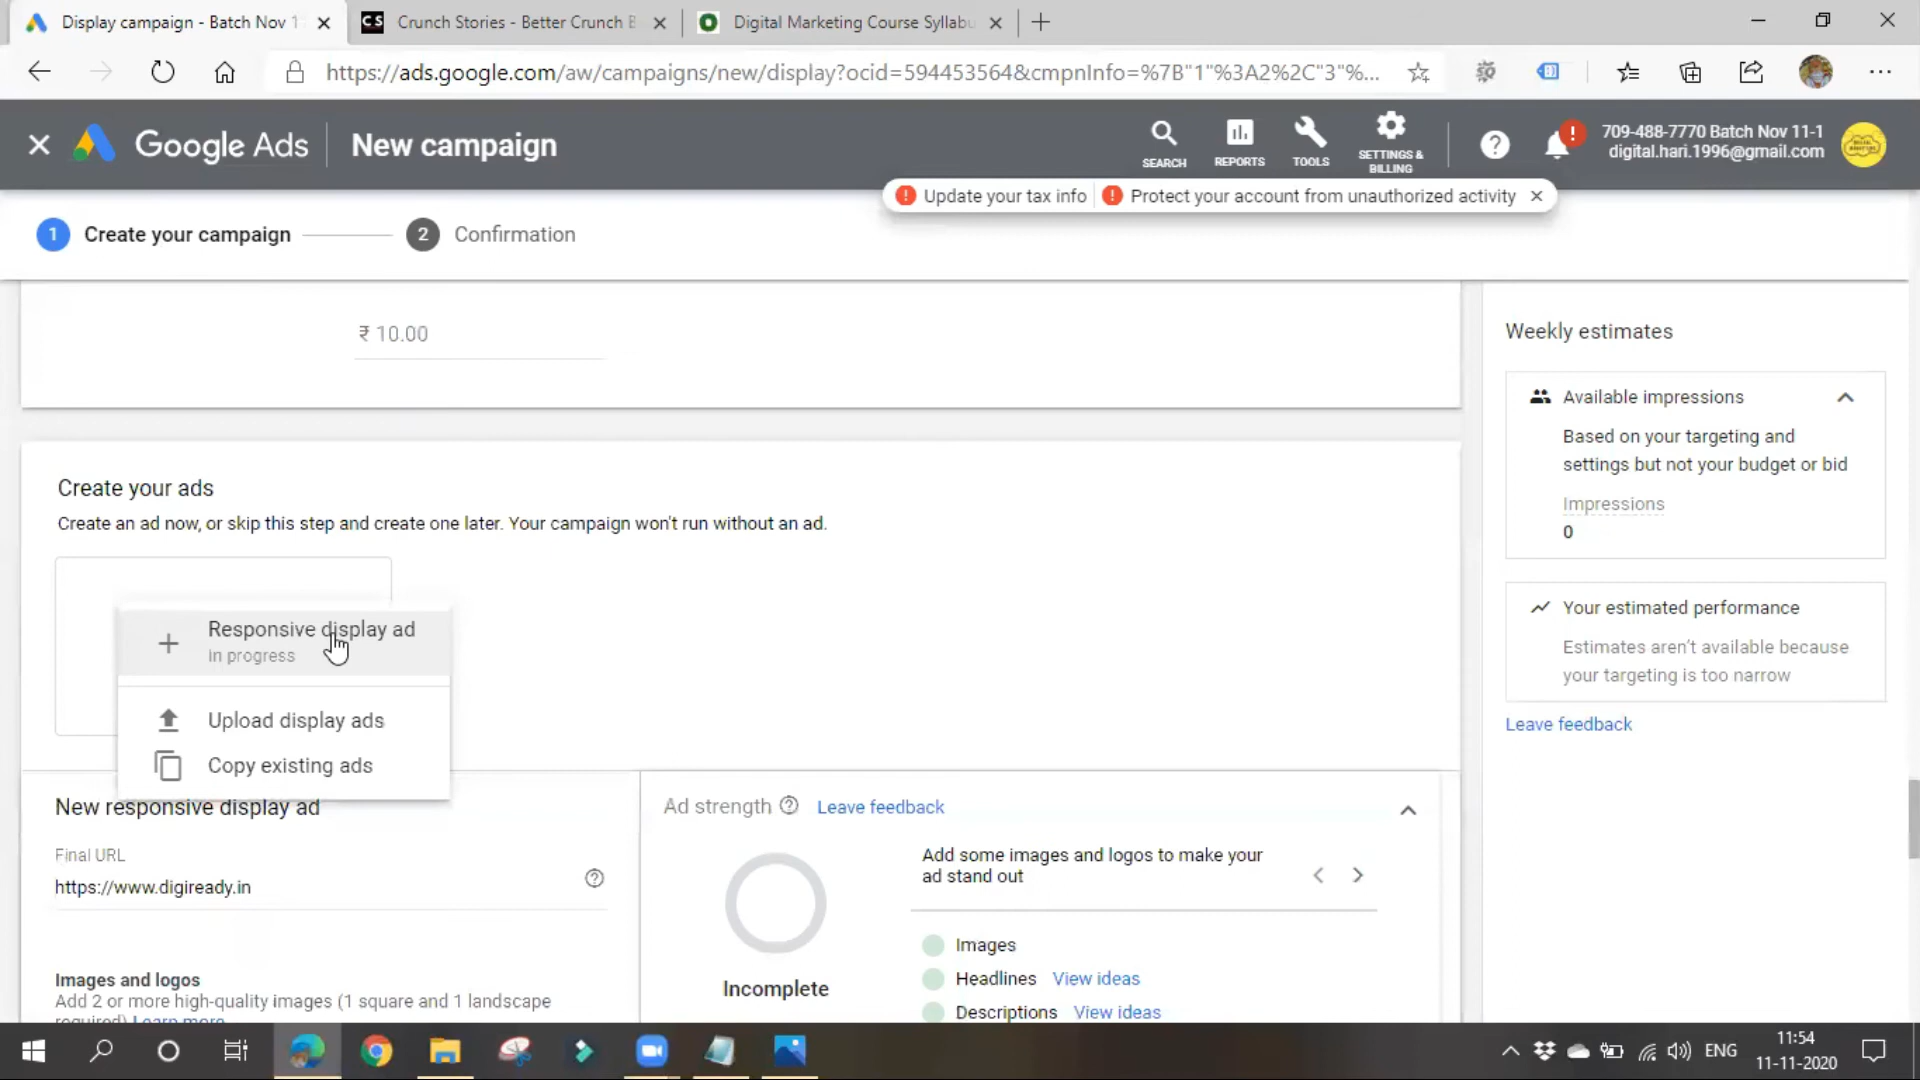 Display campaign - Batch Nov 1
Crunch Stories - Better Crunch B
Digital Marketing Course Syllabu
https://ads.google.com/aw/campaigns/new/display?ocid=594453564&cmpnInfo=%7B"1"%3A2%2C"3"%...
Google Ads
New campaign
SEARCH
REPORTS
TOOLS
SETTINGS &
BILLING
709-488-7770 Batch Nov 11-1
digital.hari.1996@gmail.com
Update your tax info
Protect your account from unauthorized activity
1 Create your campaign
2 Confirmation
₹ 10.00
Create your ads
Create an ad now, or skip this step and create one later. Your campaign won't run without an ad.
Responsive display ad
In progress
Upload display ads
Copy existing ads
New responsive display ad
Final URL
https://www.digiready.in
Images and logos
Add 2 or more high-quality images (1 square and 1 landscape
required) Learn more
Ad strength
Leave feedback
Incomplete
Add some images and logos to make your
ad stand out
Images
Headlines View ideas
Descriptions View ideas
Weekly estimates
Available impressions
Based on your targeting and
settings but not your budget or bid
Impressions
0
Your estimated performance
Estimates aren't available because
your targeting is too narrow
Leave feedback
ENG
11:54
11-11-2020